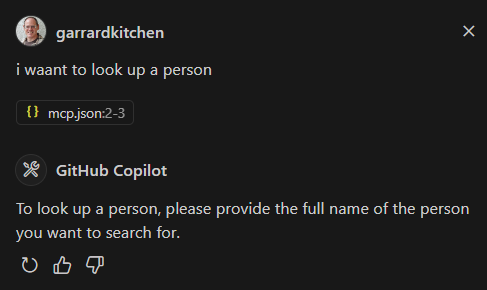 garrardkitchen
i waant to look up a person
{} mcp.json:2-3
GitHub Copilot
To look up a person, please provide the full name of the person
you want to search for.